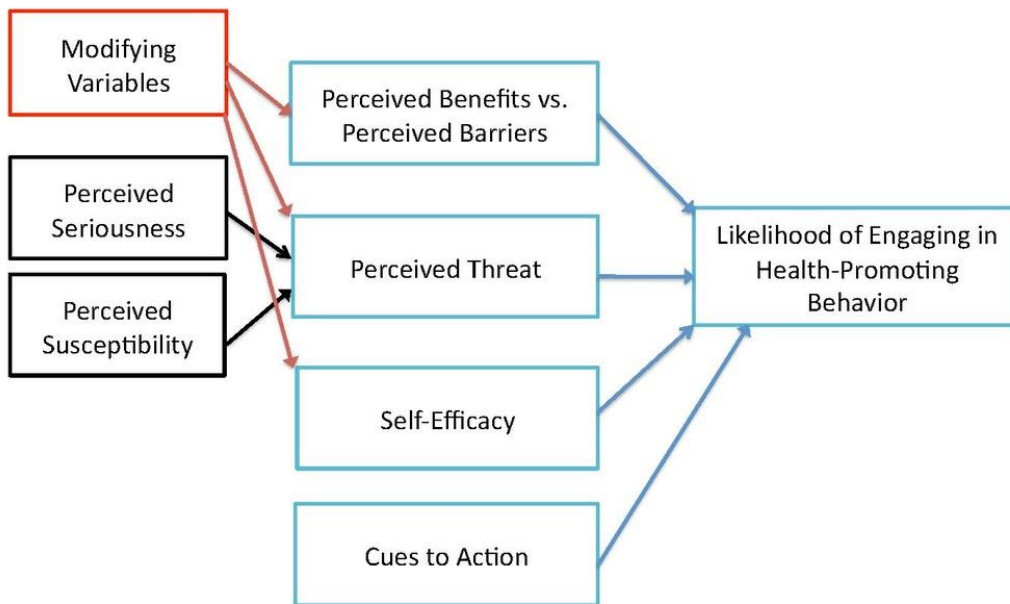 Modifying
Variables
Perceived Benefits vs.
Perceived Barriers
Perceived
Seriousness
Perceived Threat
Likelihood of Engaging in
Health-Promoting
Behavior
Perceived
Susceptibility
Self-Efficacy
Cues to Action